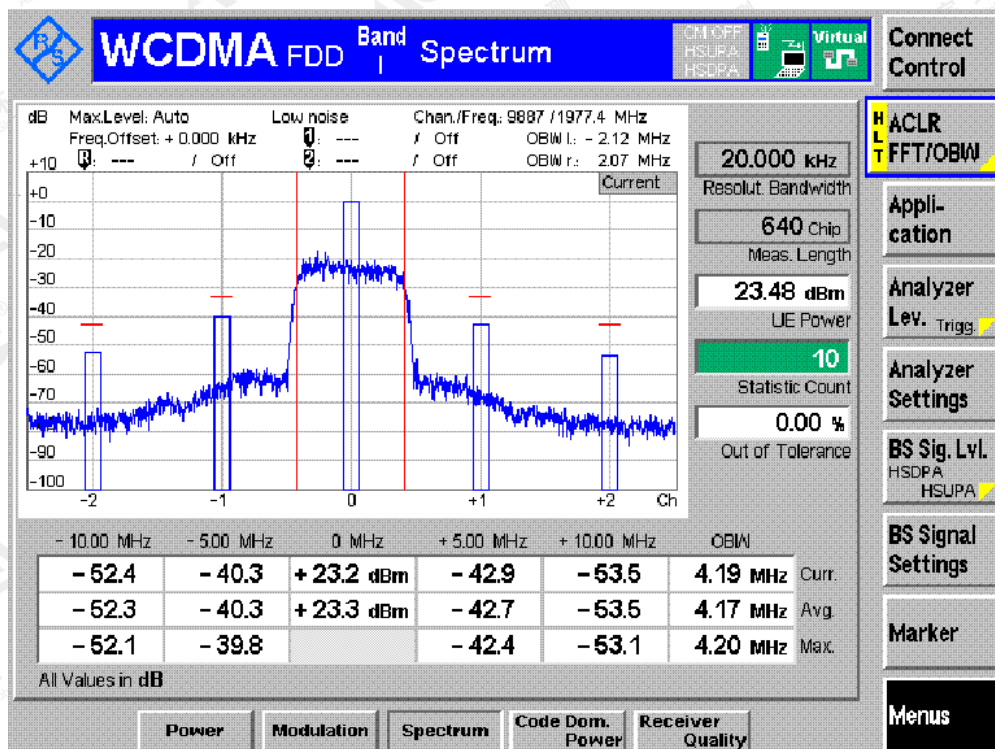 R S
WCDMA FDD Band I Spectrum
CM OFF
HSUPA
HSDPA
Virtual
Connect Control
dB Max.Level: Auto Low noise Chan./Freq.: 9887 /1977.4 MHz
Freq.Offset: + 0.000 kHz 1: --- / Off OBW l.: - 2.12 MHz
+10 R: --- / Off 2: --- / Off OBW r.: 2.07 MHz
Current
+0
-10
-20
-30
-40
-50
-60
-70
-90
-100
-2 -1 0 +1 +2 Ch
20.000 kHz
Resolut. Bandwidth
640 Chip
Meas. Length
23.48 dBm
UE Power
10
Statistic Count
0.00 %
Out of Tolerance
- 10.00 MHz - 5.00 MHz 0 MHz + 5.00 MHz + 10.00 MHz OBW
- 52.4 - 40.3 + 23.2 dBm - 42.9 - 53.5 4.19 MHz Curr.
- 52.3 - 40.3 + 23.3 dBm - 42.7 - 53.5 4.17 MHz Avg.
- 52.1 - 39.8 - 42.4 - 53.1 4.20 MHz Max.
All Values in dB
HLT
ACLR
FFT/OBW
Appli-
cation
Analyzer
Lev. Trigg.
Analyzer
Settings
BS Sig. Lvl.
HSDPA
HSUPA
BS Signal
Settings
Marker
Menus
Power
Modulation
Spectrum
Code Dom.
Power
Receiver
Quality